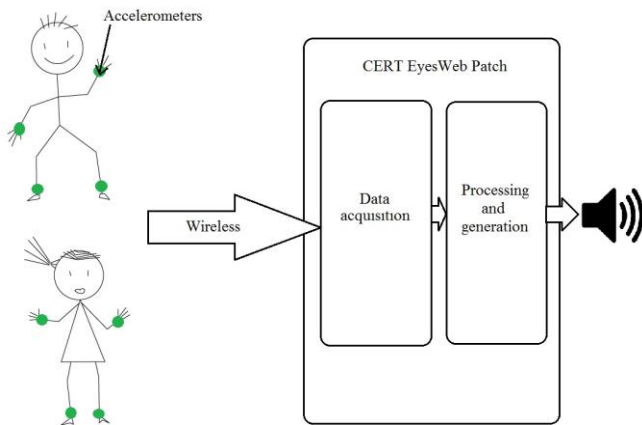 Accelerometers
CERT EyesWeb Patch
Wireless
Data
acquisition
Processing
and
generation